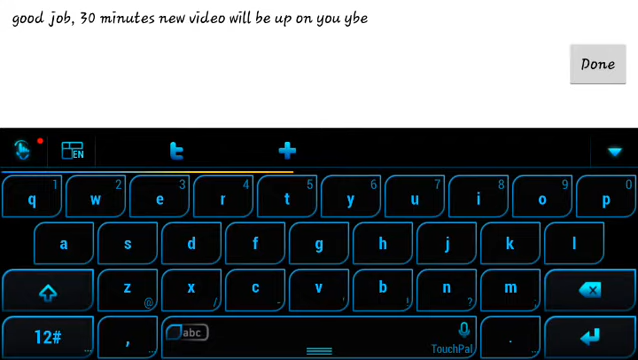 good job, 30 minutes new video will be up on you ybe
Done
EN
q 1 w 2 e 3 r 4 t 5 y 6 u 7 i 8 o 9 p 0
a s d f g h j k l
z @ x / c - v ' b ! n ? m ;
12# ... , ... abc TouchPal . ...